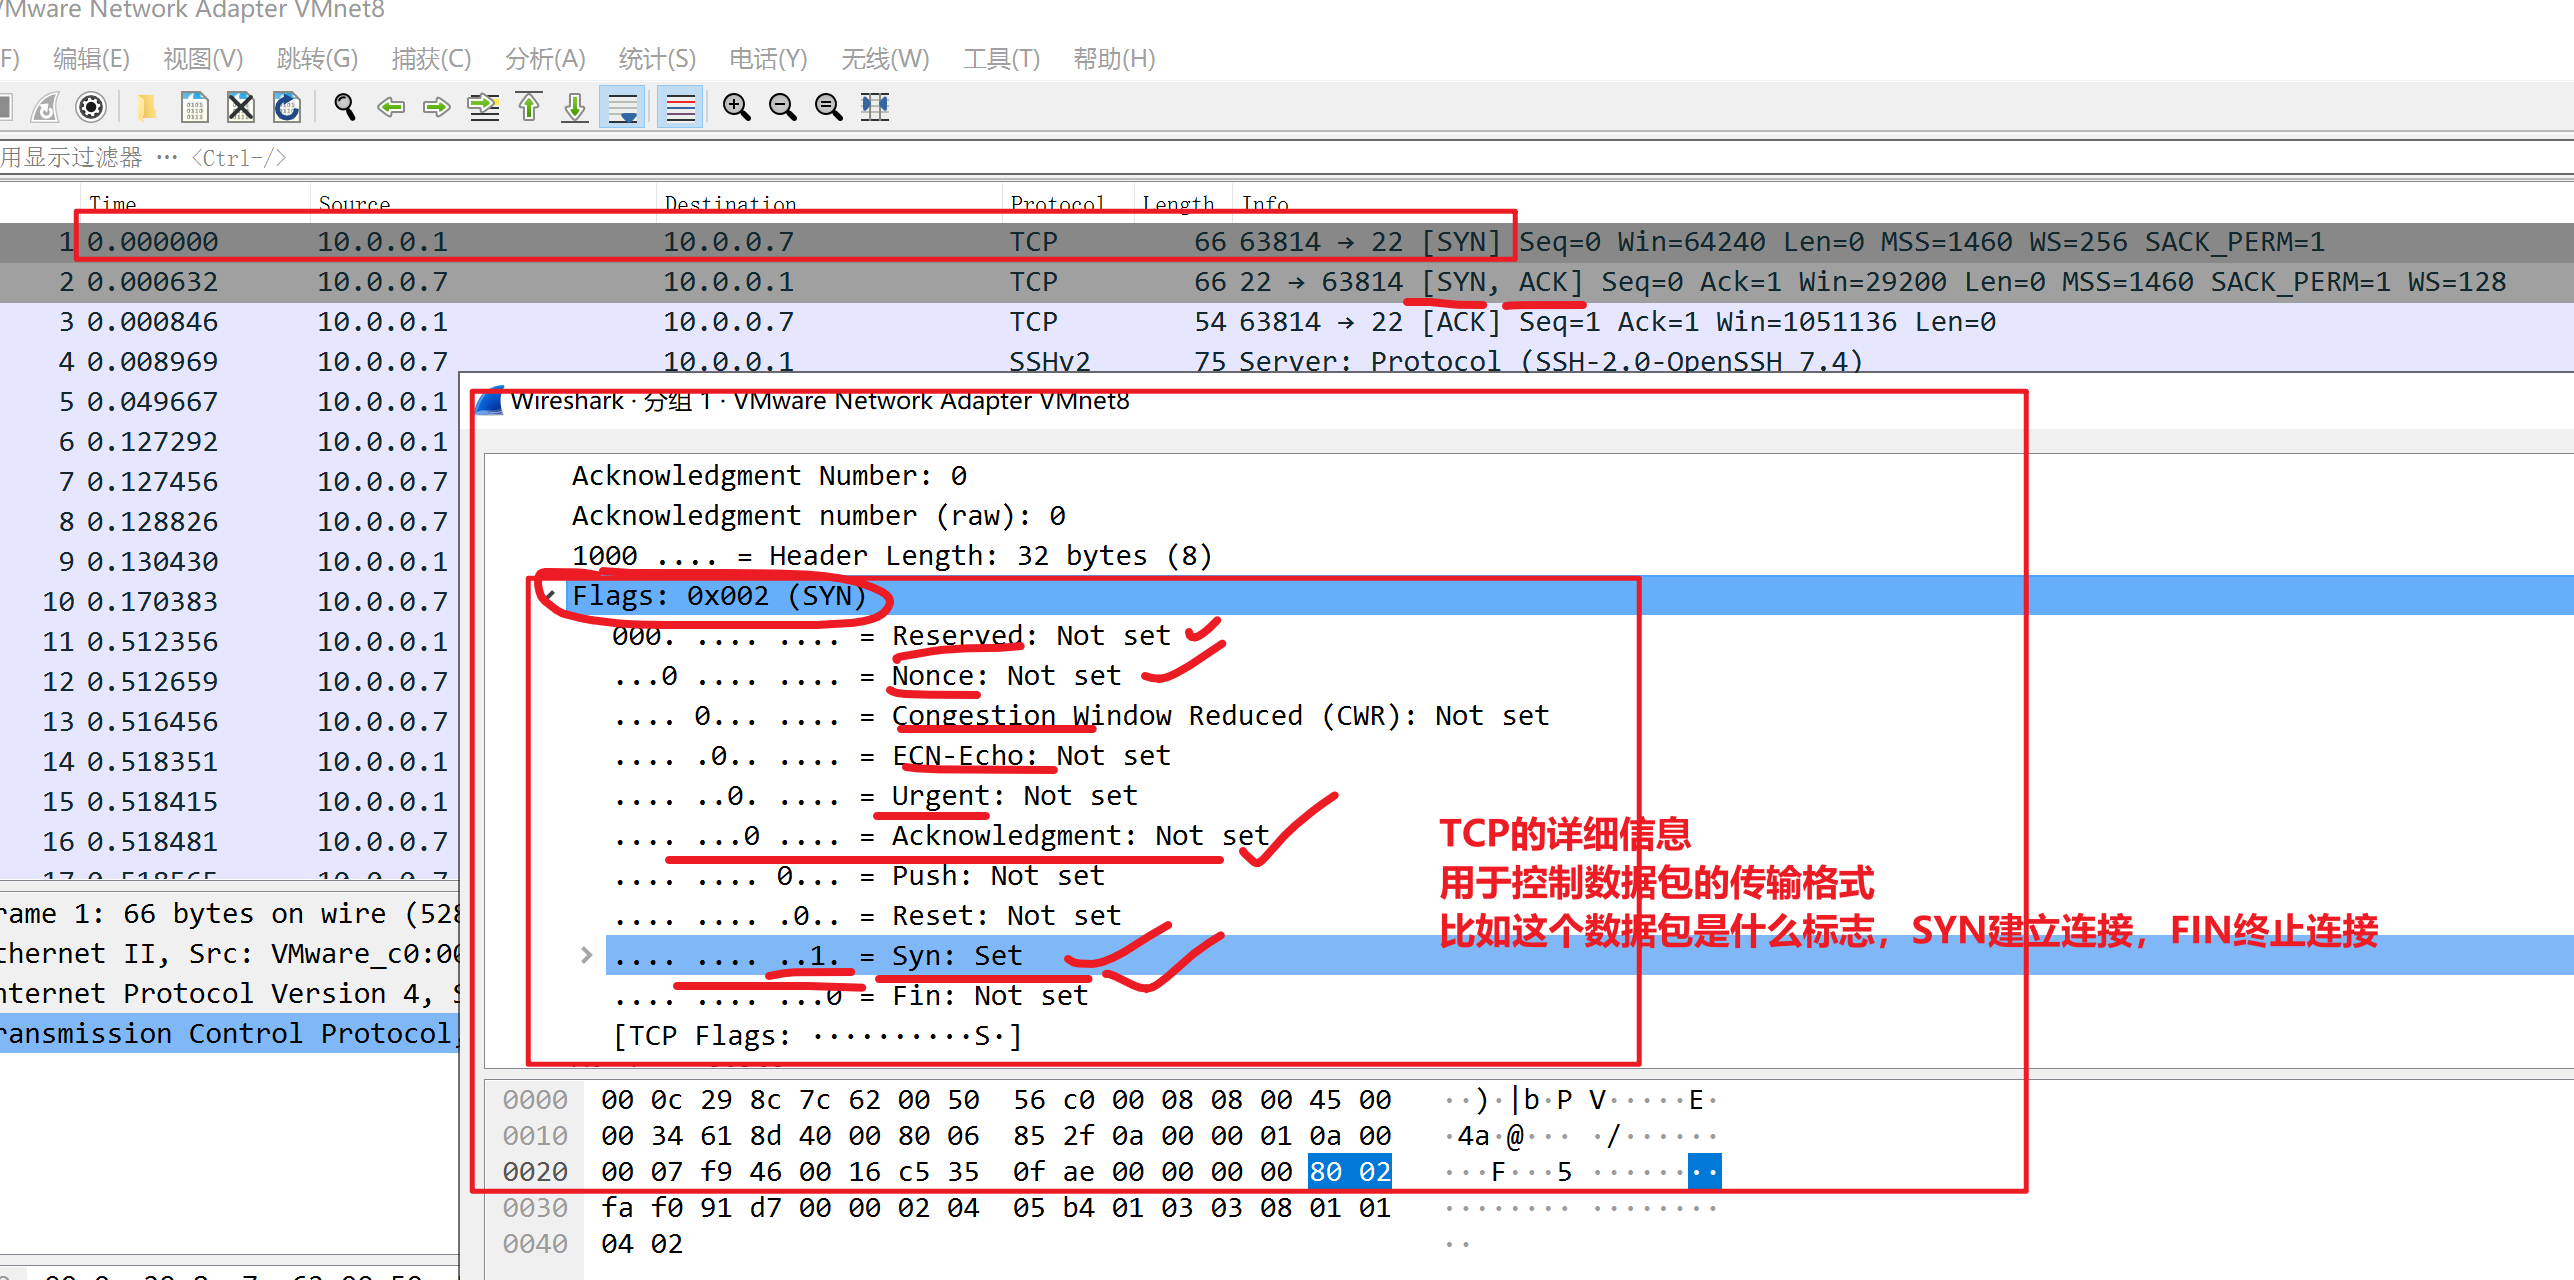 VMware Network Adapter VMnet8
F) 编辑(E) 视图(V) 跳转(G) 捕获(C) 分析(A) 统计(S) 电话(Y) 无线(W) 工具(T) 帮助(H)
用显示过滤器 … <Ctrl-/>
Time Source Destination Protocol Length Info
1 0.000000 10.0.0.1 10.0.0.7 TCP 66 63814 → 22 [SYN] Seq=0 Win=64240 Len=0 MSS=1460 WS=256 SACK_PERM=1
2 0.000632 10.0.0.7 10.0.0.1 TCP 66 22 → 63814 [SYN, ACK] Seq=0 Ack=1 Win=29200 Len=0 MSS=1460 SACK_PERM=1 WS=128
3 0.000846 10.0.0.1 10.0.0.7 TCP 54 63814 → 22 [ACK] Seq=1 Ack=1 Win=1051136 Len=0
4 0.008969 10.0.0.7 10.0.0.1 SSHv2 75 Server: Protocol (SSH-2.0-OpenSSH_7.4)
5 0.049667 10.0.0.1
6 0.127292 10.0.0.1
7 0.127456 10.0.0.7
8 0.128826 10.0.0.7
9 0.130430 10.0.0.1
10 0.170383 10.0.0.7
11 0.512356 10.0.0.1
12 0.512659 10.0.0.7
13 0.516456 10.0.0.7
14 0.518351 10.0.0.1
15 0.518415 10.0.0.1
16 0.518481 10.0.0.7
rame 1: 66 bytes on wire (528
thernet II, Src: VMware_c0:00
nternet Protocol Version 4, S
ransmission Control Protocol,
Wireshark · 分组 1 · VMware Network Adapter VMnet8
Acknowledgment Number: 0
Acknowledgment number (raw): 0
1000 .... = Header Length: 32 bytes (8)
Flags: 0x002 (SYN)
000. .... .... = Reserved: Not set
...0 .... .... = Nonce: Not set
.... 0... .... = Congestion Window Reduced (CWR): Not set
.... .0.. .... = ECN-Echo: Not set
.... ..0. .... = Urgent: Not set
.... ...0 .... = Acknowledgment: Not set
.... .... 0... = Push: Not set
.... .... .0.. = Reset: Not set
.... .... ..1. = Syn: Set
.... .... ...0 = Fin: Not set
[TCP Flags: ··········S·]
TCP的详细信息
用于控制数据包的传输格式
比如这个数据包是什么标志，SYN建立连接，FIN终止连接
0000 00 0c 29 8c 7c 62 00 50 56 c0 00 08 08 00 45 00 ··)·|b·P V·····E·
0010 00 34 61 8d 40 00 80 06 85 2f 0a 00 00 01 0a 00 ·4a·@··· ·/······
0020 00 07 f9 46 00 16 c5 35 0f ae 00 00 00 00 80 02 ···F···5 ········
0030 fa f0 91 d7 00 00 02 04 05 b4 01 03 03 08 01 01 ········ ········
0040 04 02 ··